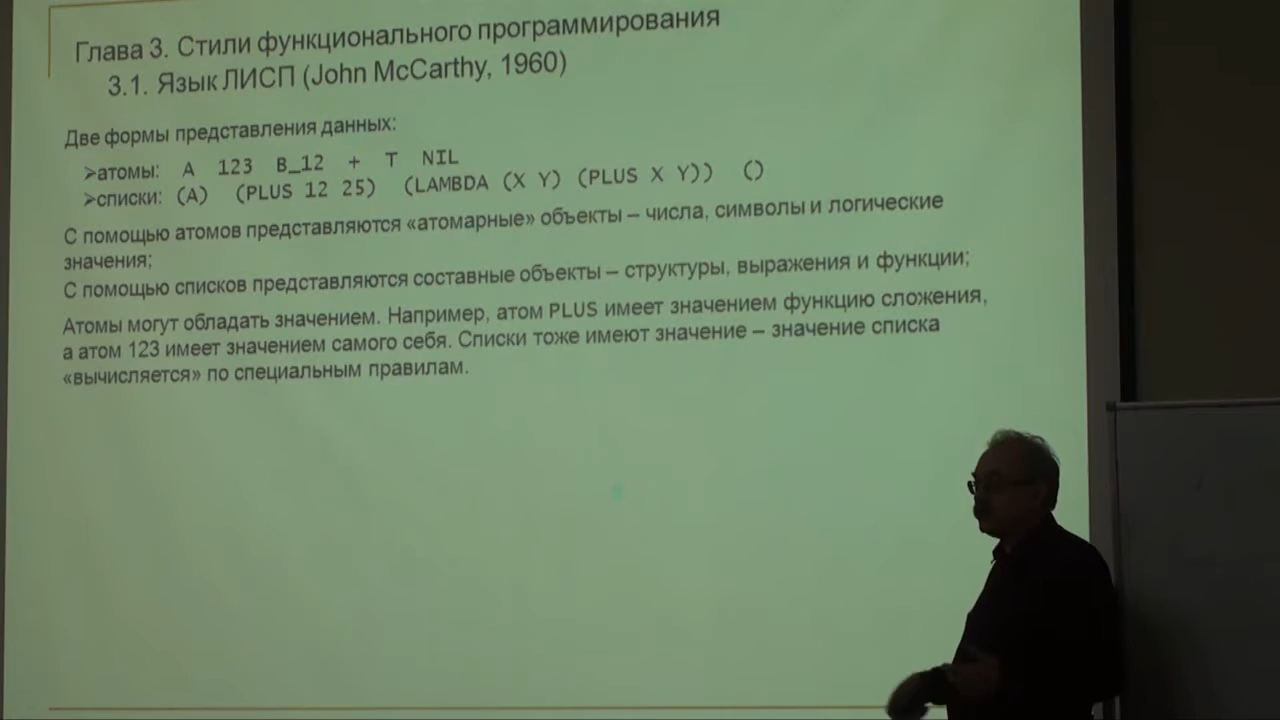 Глава 3. Стили функционального программирования
3.1. Язык ЛИСП (John McCarthy, 1960)
Две формы представления данных:
➢атомы: A 123 B_12 + T NIL
➢списки: (A) (PLUS 12 25) (LAMBDA (X Y) (PLUS X Y)) ()
С помощью атомов представляются «атомарные» объекты – числа, символы и логические
значения;
С помощью списков представляются составные объекты – структуры, выражения и функции;
Атомы могут обладать значением. Например, атом PLUS имеет значением функцию сложения,
а атом 123 имеет значением самого себя. Списки тоже имеют значение – значение списка
«вычисляется» по специальным правилам.